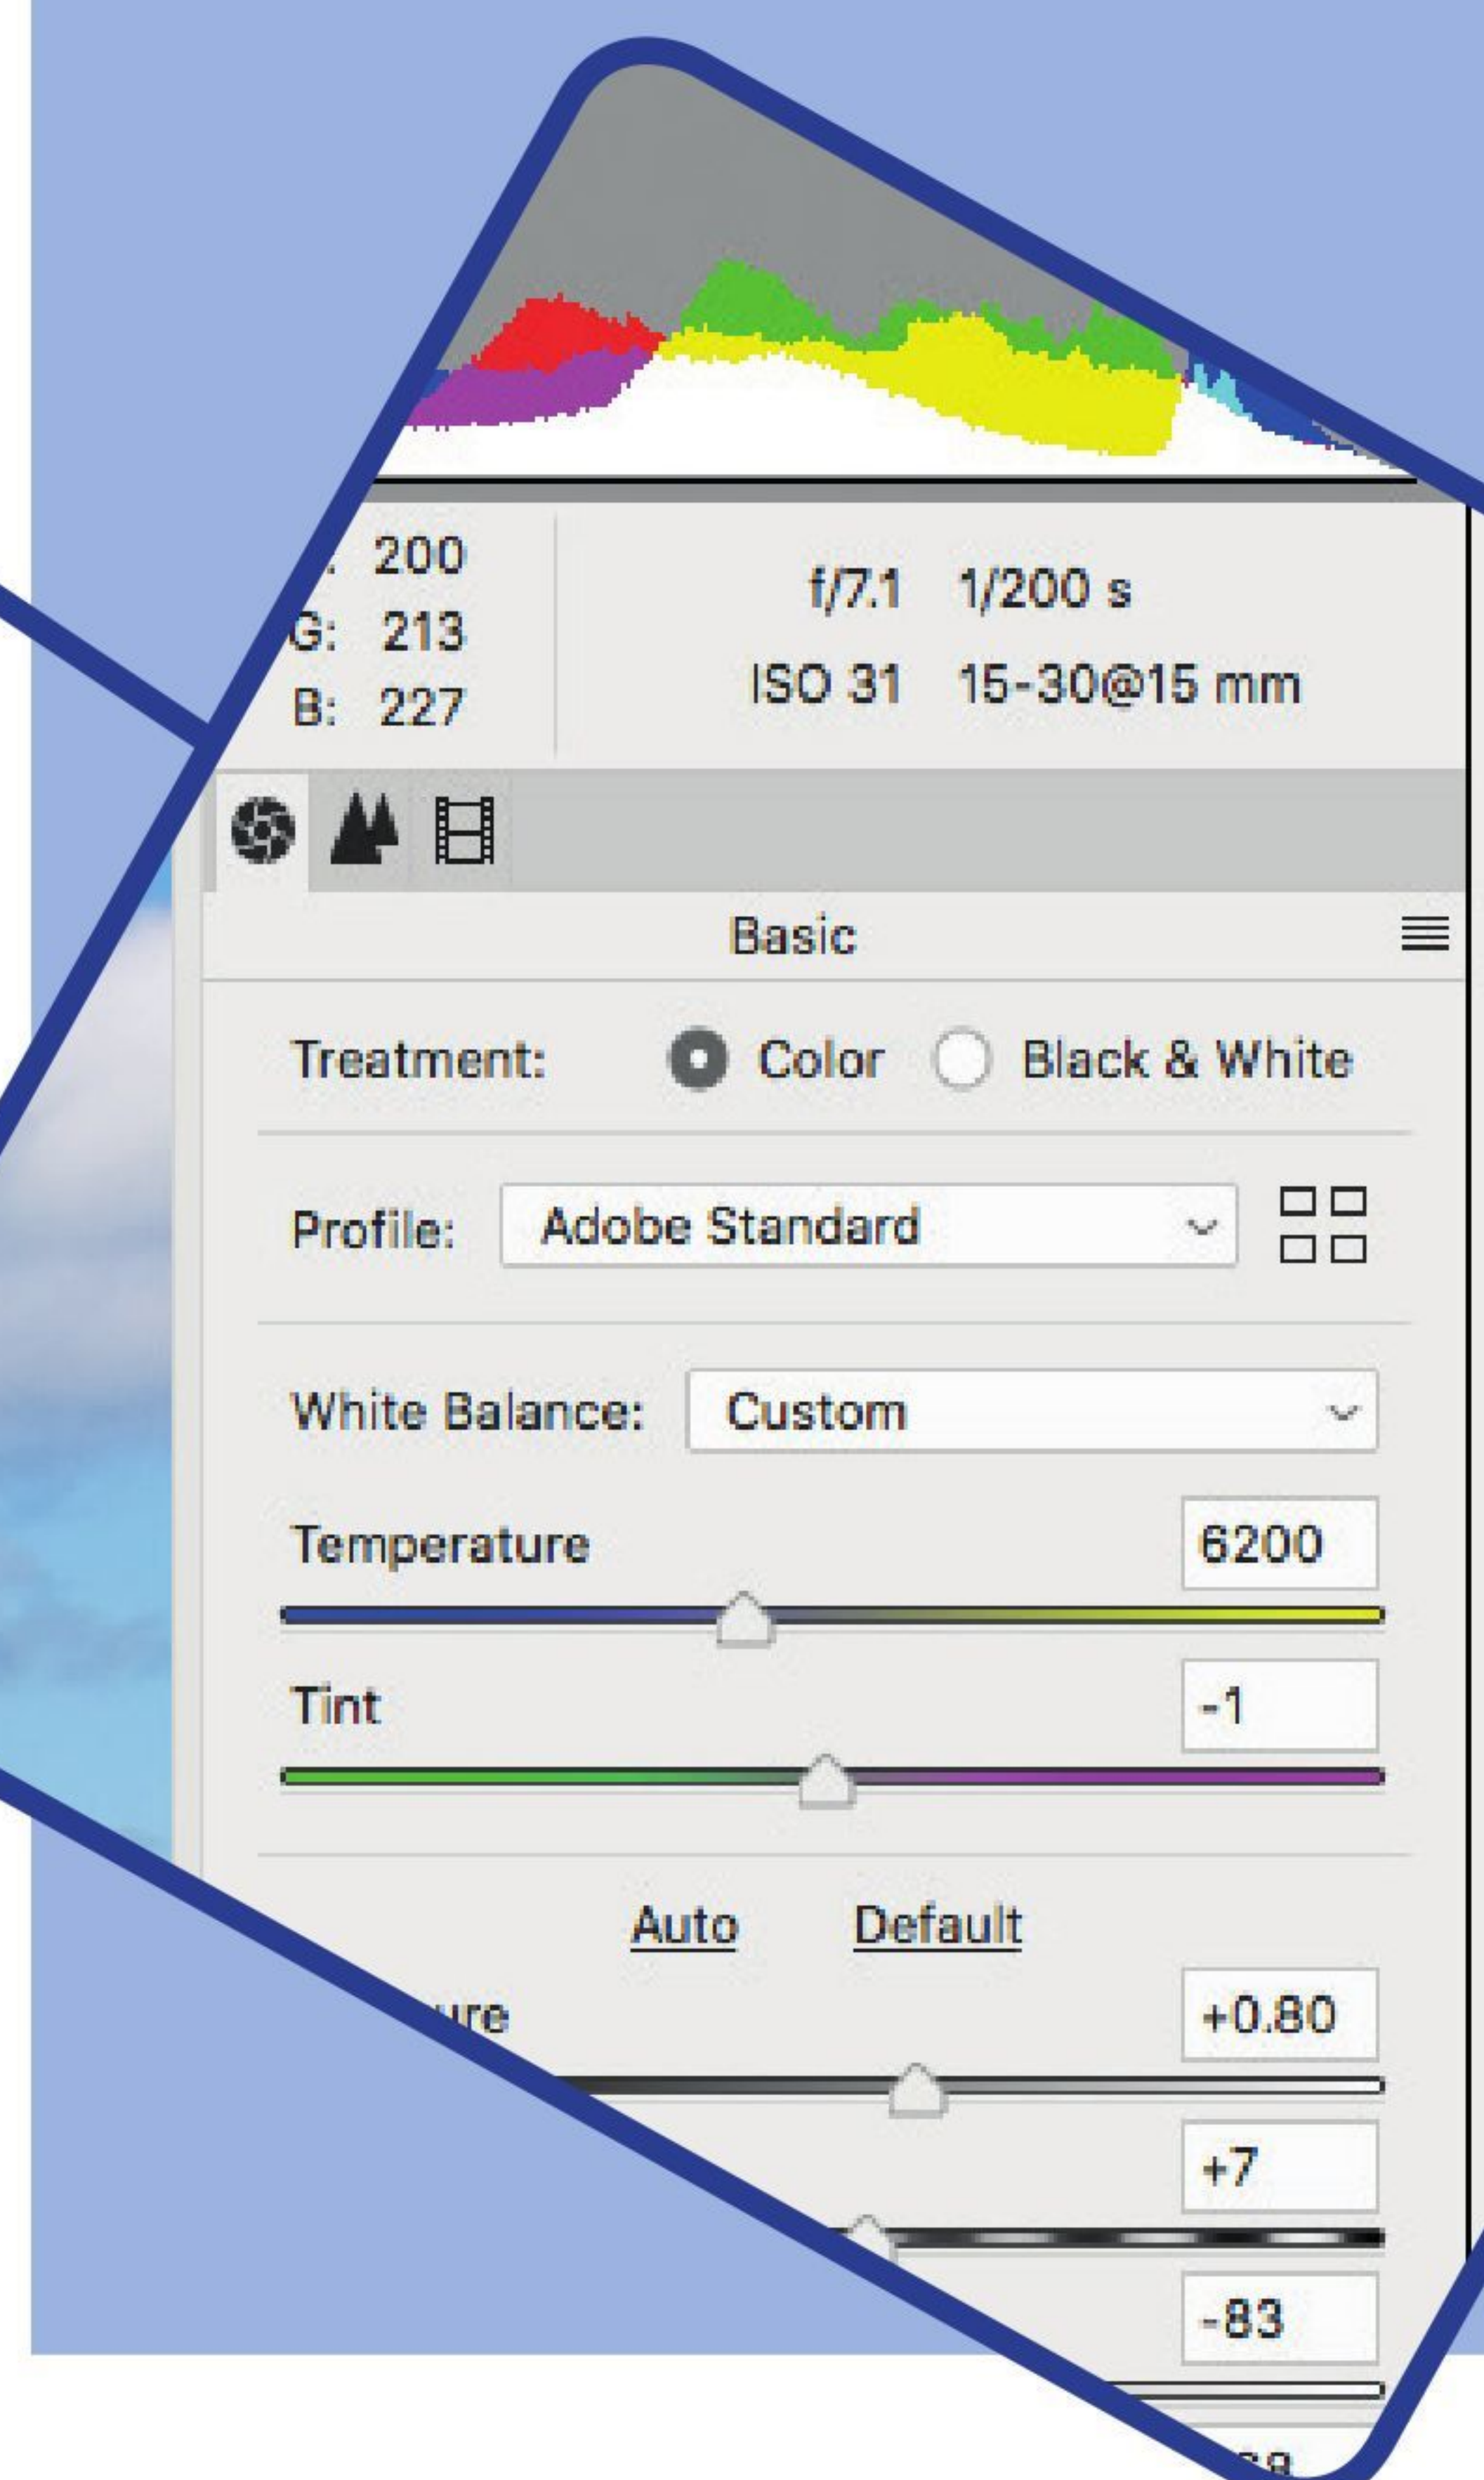 200
G: 213
B: 227
f/7.1 1/200 s
ISO 31 15-30@15 mm
Basic
Treatment: Color Black & White
Profile: Adobe Standard
White Balance: Custom
Temperature 6200
Tint -1
Auto Default
+0.80
+7
-83